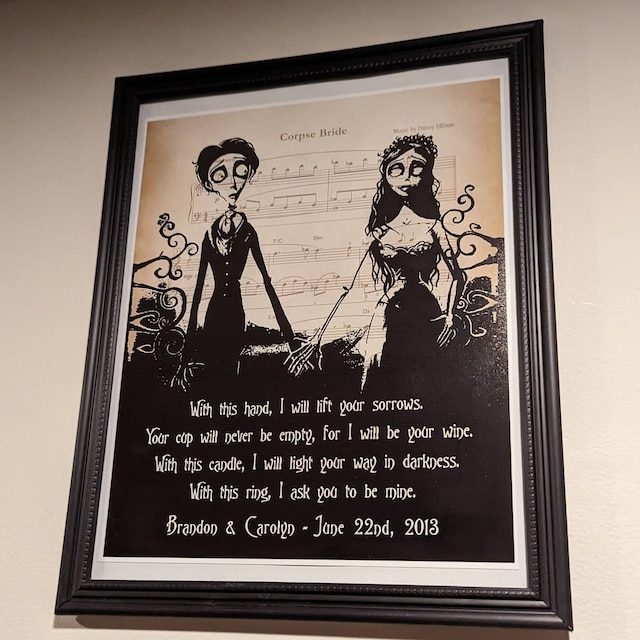 Corpse Bride
Music by Danny Elfman
With this hand, I will lift your sorrows.
Your cup will never be empty, for I will be your wine.
With this candle, I will light your way in darkness.
With this ring, I ask you to be mine.
Brandon & Carolyn - June 22nd, 2013